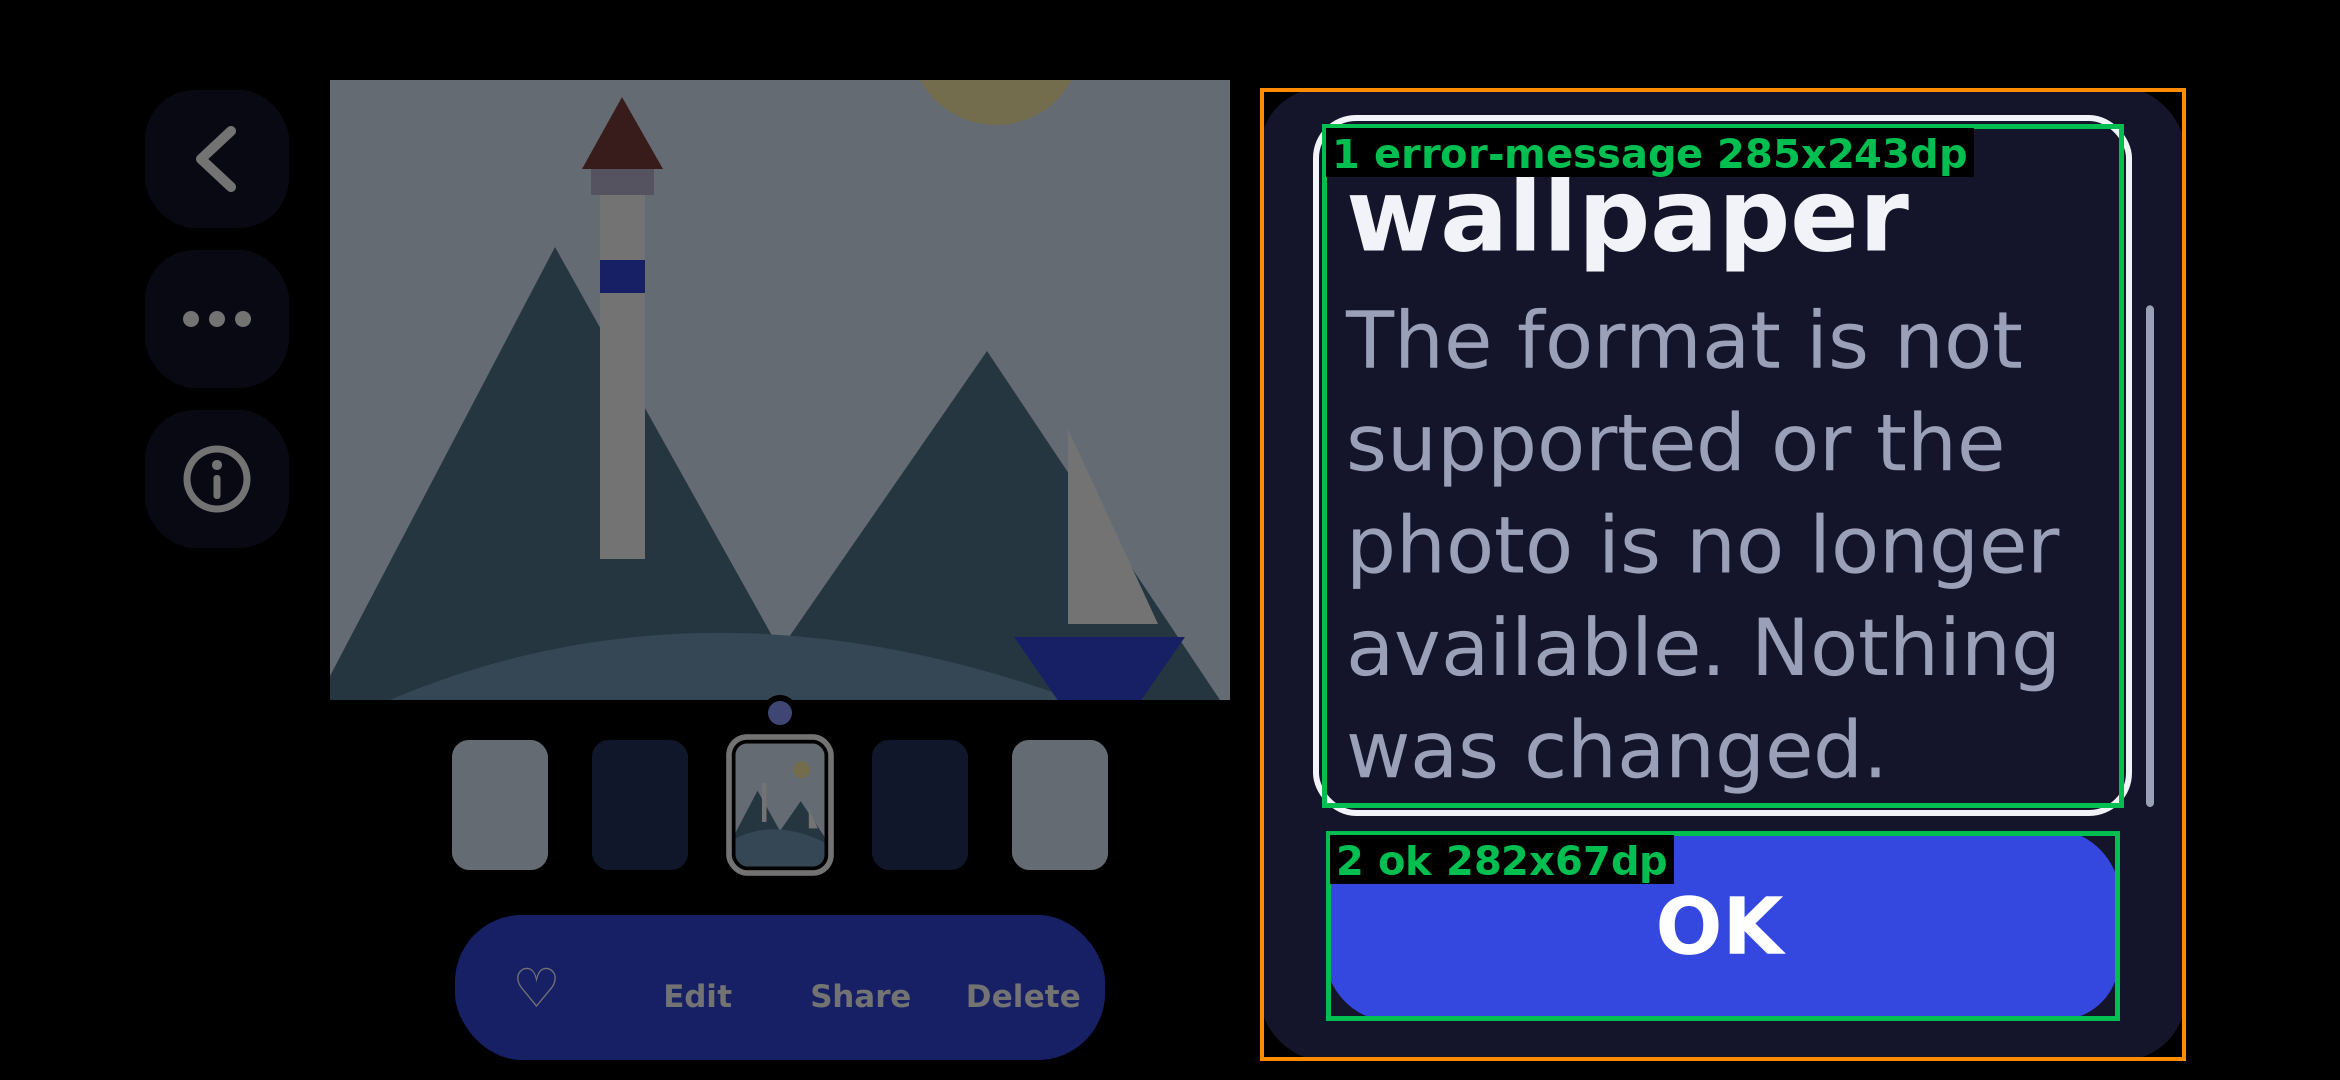 1 error-message 285x243dp
wallpaper
The format is not
supported or the
photo is no longer
available. Nothing
was changed.
2 ok 282x67dp
OK
Edit Share Delete